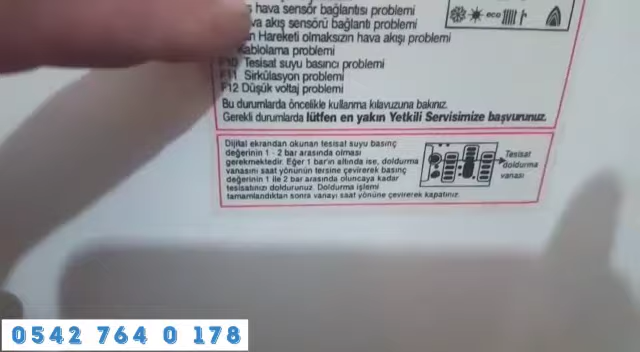 hava sensör bağlantısı problemi
va akış sensörü bağlantı problemi
n Hareketi olmaksızın hava akışı problemi
Kablolama problemi
F10 Tesisat suyu basıncı problemi
F11 Sirkülasyon problemi
F12 Düşük voltaj problemi
Bu durumlarda öncelikle kullanma kılavuzuna bakınız.
Gerekli durumlarda lütfen en yakın Yetkili Servisimize başvurunuz.
eco
Dijital ekrandan okunan tesisat suyu basınç
değerinin 1 - 2 bar arasında olması
gerekmektedir. Eğer 1 bar'ın altında ise, doldurma
vanasını saat yönünün tersine çevirerek basınç
değerinin 1 ile 2 bar arasında oluncaya kadar
tesisatınızı doldurunuz. Doldurma işlemi
tamamlandıktan sonra vanayı saat yönüne çevirerek kapatınız.
Tesisat
doldurma
vanası
0542 764 0 178